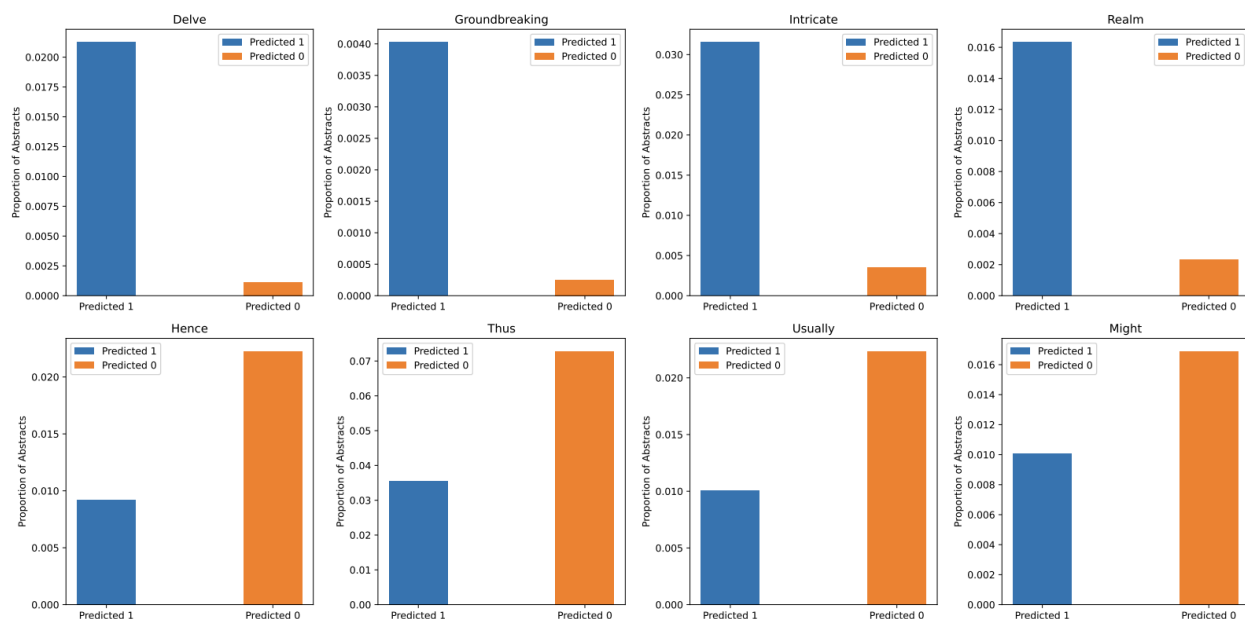 Delve
Proportion of Abstracts
0.0200
0.0175
0.0150
0.0125
0.0100
0.0075
0.0050
0.0025
0.0000
Predicted 1
Predicted 0
Predicted 1
Predicted 0
Groundbreaking
Proportion of Abstracts
0.0040
0.0035
0.0030
0.0025
0.0020
0.0015
0.0010
0.0005
0.0000
Predicted 1
Predicted 0
Predicted 1
Predicted 0
Intricate
Proportion of Abstracts
0.030
0.025
0.020
0.015
0.010
0.005
0.000
Predicted 1
Predicted 0
Predicted 1
Predicted 0
Realm
Proportion of Abstracts
0.016
0.014
0.012
0.010
0.008
0.006
0.004
0.002
0.000
Predicted 1
Predicted 0
Predicted 1
Predicted 0
Hence
Proportion of Abstracts
0.020
0.015
0.010
0.005
0.000
Predicted 1
Predicted 0
Predicted 1
Predicted 0
Thus
Proportion of Abstracts
0.07
0.06
0.05
0.04
0.03
0.02
0.01
0.00
Predicted 1
Predicted 0
Predicted 1
Predicted 0
Usually
Proportion of Abstracts
0.020
0.015
0.010
0.005
0.000
Predicted 1
Predicted 0
Predicted 1
Predicted 0
Might
Proportion of Abstracts
0.016
0.014
0.012
0.010
0.008
0.006
0.004
0.002
0.000
Predicted 1
Predicted 0
Predicted 1
Predicted 0